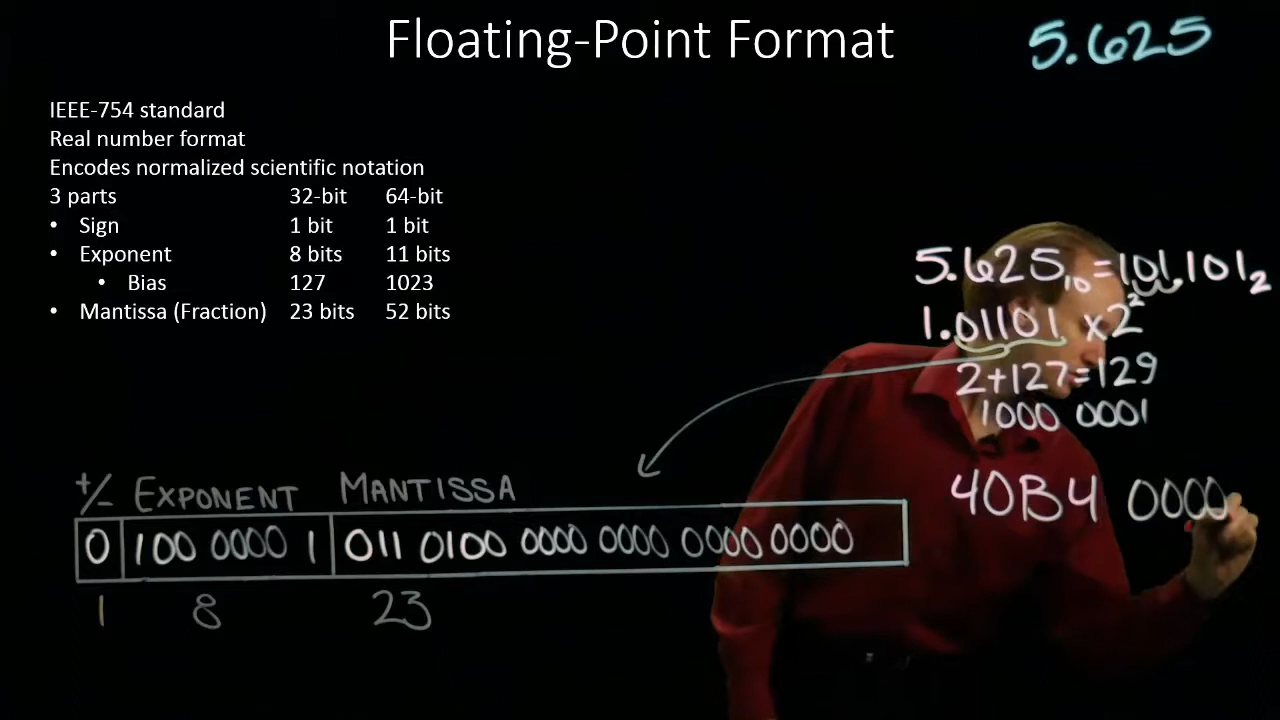 Floating-Point Format
5.625
IEEE-754 standard
Real number format
Encodes normalized scientific notation
3 parts 32-bit 64-bit
• Sign 1 bit 1 bit
• Exponent 8 bits 11 bits
• Bias 127 1023
• Mantissa (Fraction) 23 bits 52 bits
5.625₁₀=101.101₂
1.01101 x2²
2+127=129
1000 0001
40B4 0000
+/- EXPONENT MANTISSA
0 100 0000 1 011 0100 0000 0000 0000 0000
1 8 23